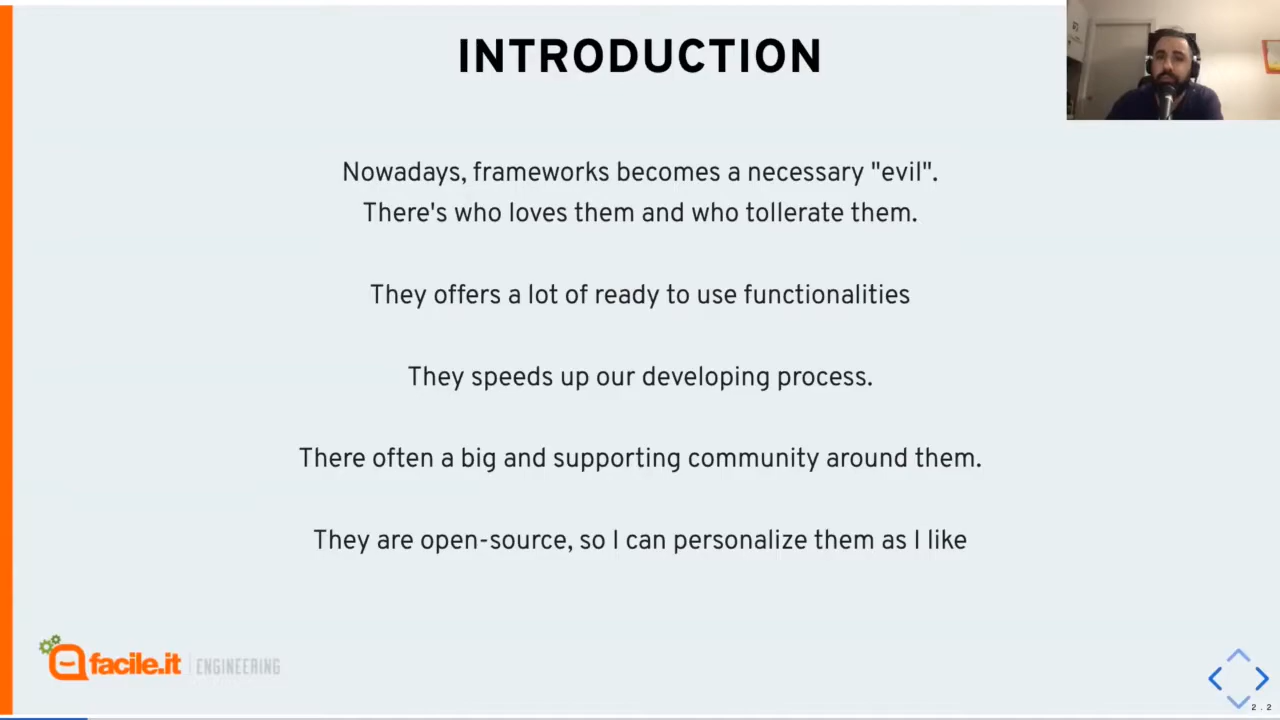 INTRODUCTION
Nowadays, frameworks becomes a necessary "evil".
There's who loves them and who tollerate them.
They offers a lot of ready to use functionalities
They speeds up our developing process.
There often a big and supporting community around them.
They are open-source, so I can personalize them as I like
facile.it | ENGINEERING
2.2